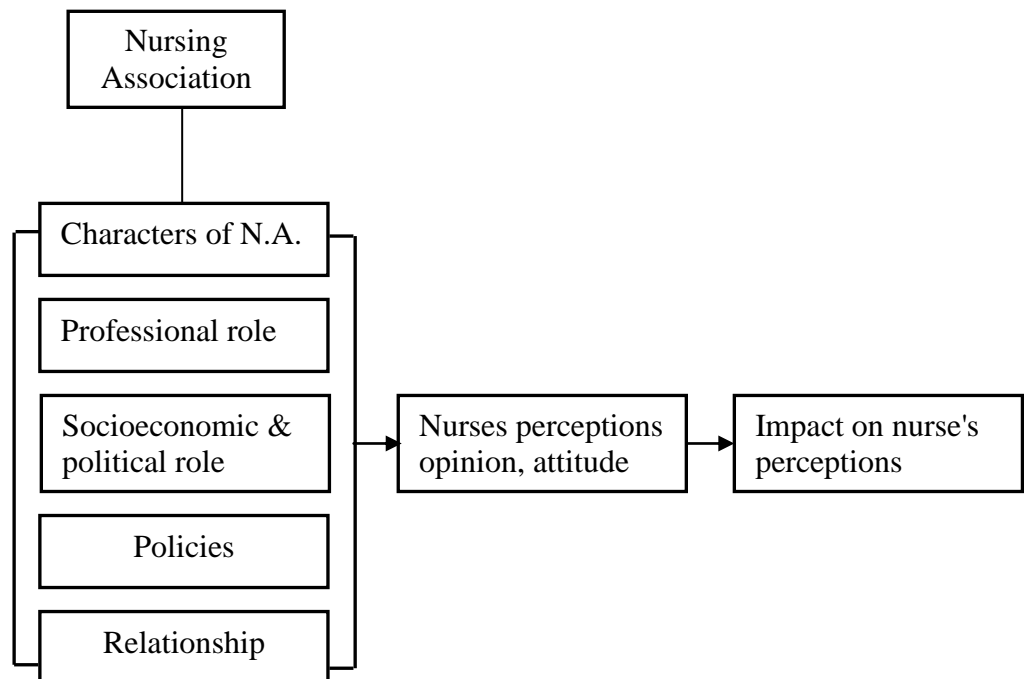 Nursing
Association
Characters of N.A.
Professional role
Socioeconomic &
political role
Policies
Relationship
Nurses perceptions
opinion, attitude
Impact on nurse's
perceptions